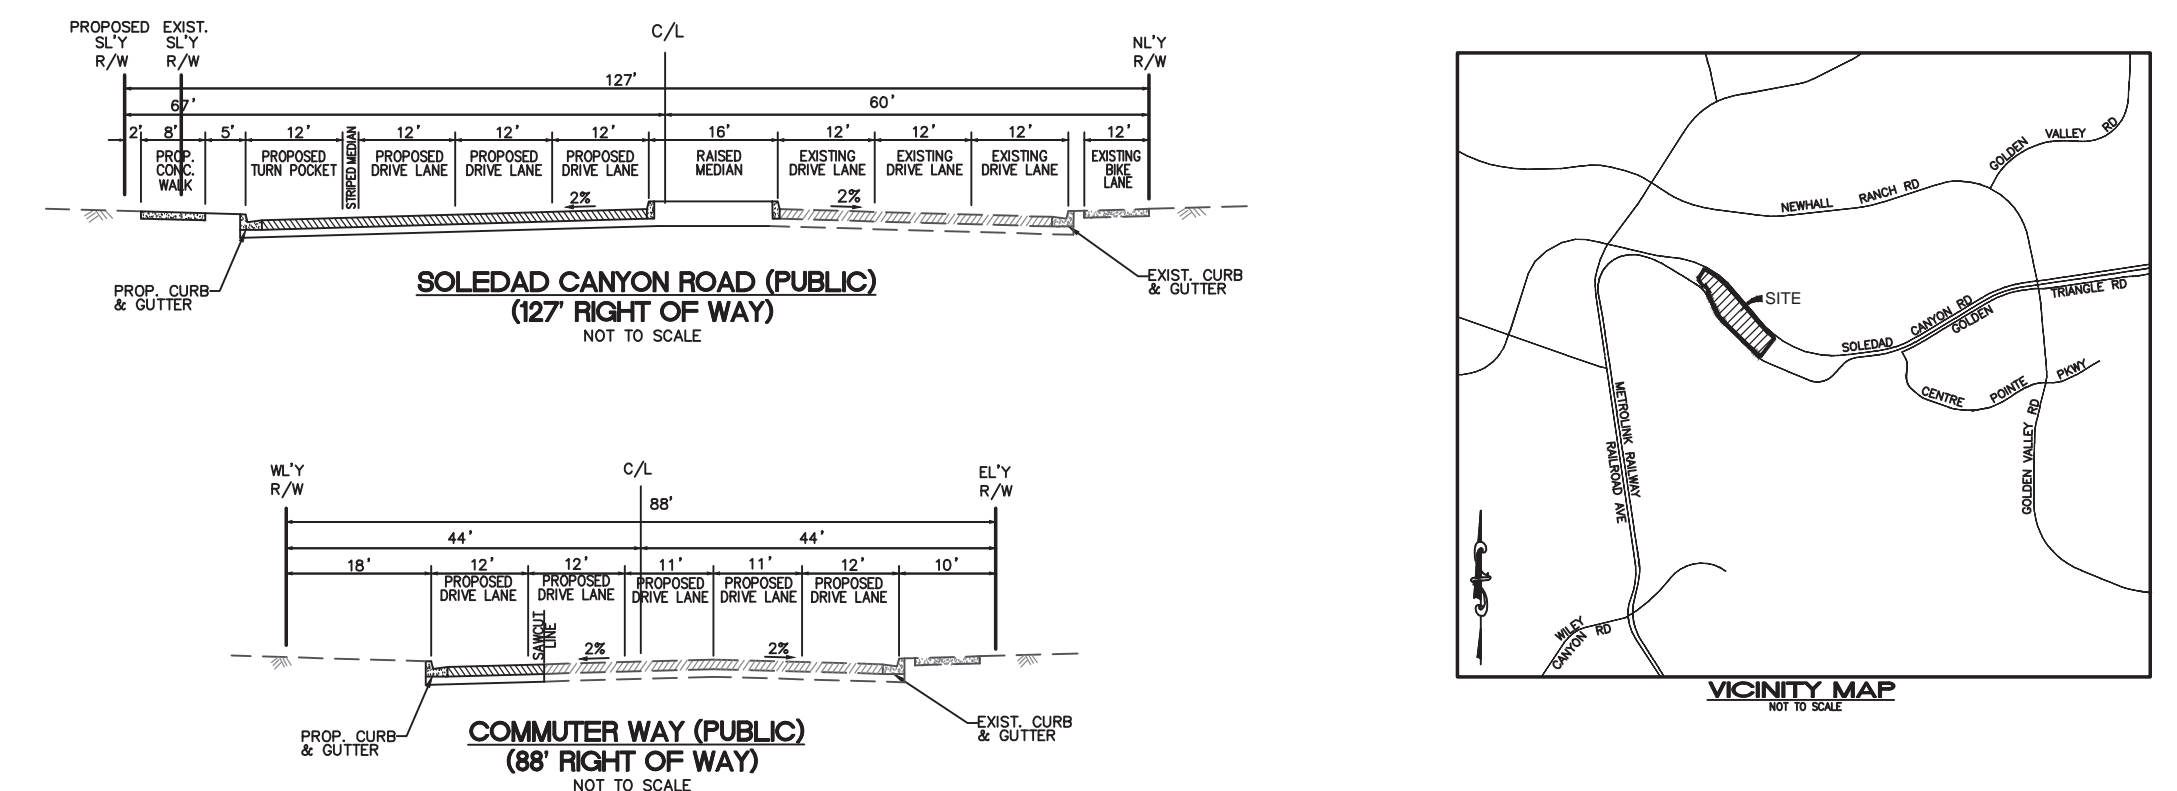 PROPOSED EXIST.
SL'Y SL'Y
R/W R/W
C/L
NL'Y
R/W
127'
67'
60'
2' 8' 5' 12' 12' 12' 12' 16' 12' 12' 12' 12'
PROP.
CONC.
WALK
PROPOSED
TURN POCKET
STRIPED MEDIAN
PROPOSED
DRIVE LANE
PROPOSED
DRIVE LANE
PROPOSED
DRIVE LANE
RAISED
MEDIAN
EXISTING
DRIVE LANE
EXISTING
DRIVE LANE
EXISTING
DRIVE LANE
EXISTING
BIKE
LANE
2%
2%
PROP. CURB
& GUTTER
EXIST. CURB
& GUTTER
SOLEDAD CANYON ROAD (PUBLIC)
(127' RIGHT OF WAY)
NOT TO SCALE
WL'Y
R/W
C/L
EL'Y
R/W
88'
44'
44'
18' 12' 12' 11' 11' 12' 10'
PROPOSED
DRIVE LANE
PROPOSED
DRIVE LANE
PROPOSED
DRIVE LANE
PROPOSED
DRIVE LANE
PROPOSED
DRIVE LANE
SAWCUT
LINE
2%
2%
PROP. CURB
& GUTTER
EXIST. CURB
& GUTTER
COMMUTER WAY (PUBLIC)
(88' RIGHT OF WAY)
NOT TO SCALE
GOLDEN VALLEY RD
NEWHALL RANCH RD
SITE
SOLEDAD CANYON RD
GOLDEN TRIANGLE RD
CENTRE POINTE PKWY
GOLDEN VALLEY RD
METROLINK RAILWAY
RAILROAD AVE
WILEY
CANYON RD
VICINITY MAP
NOT TO SCALE